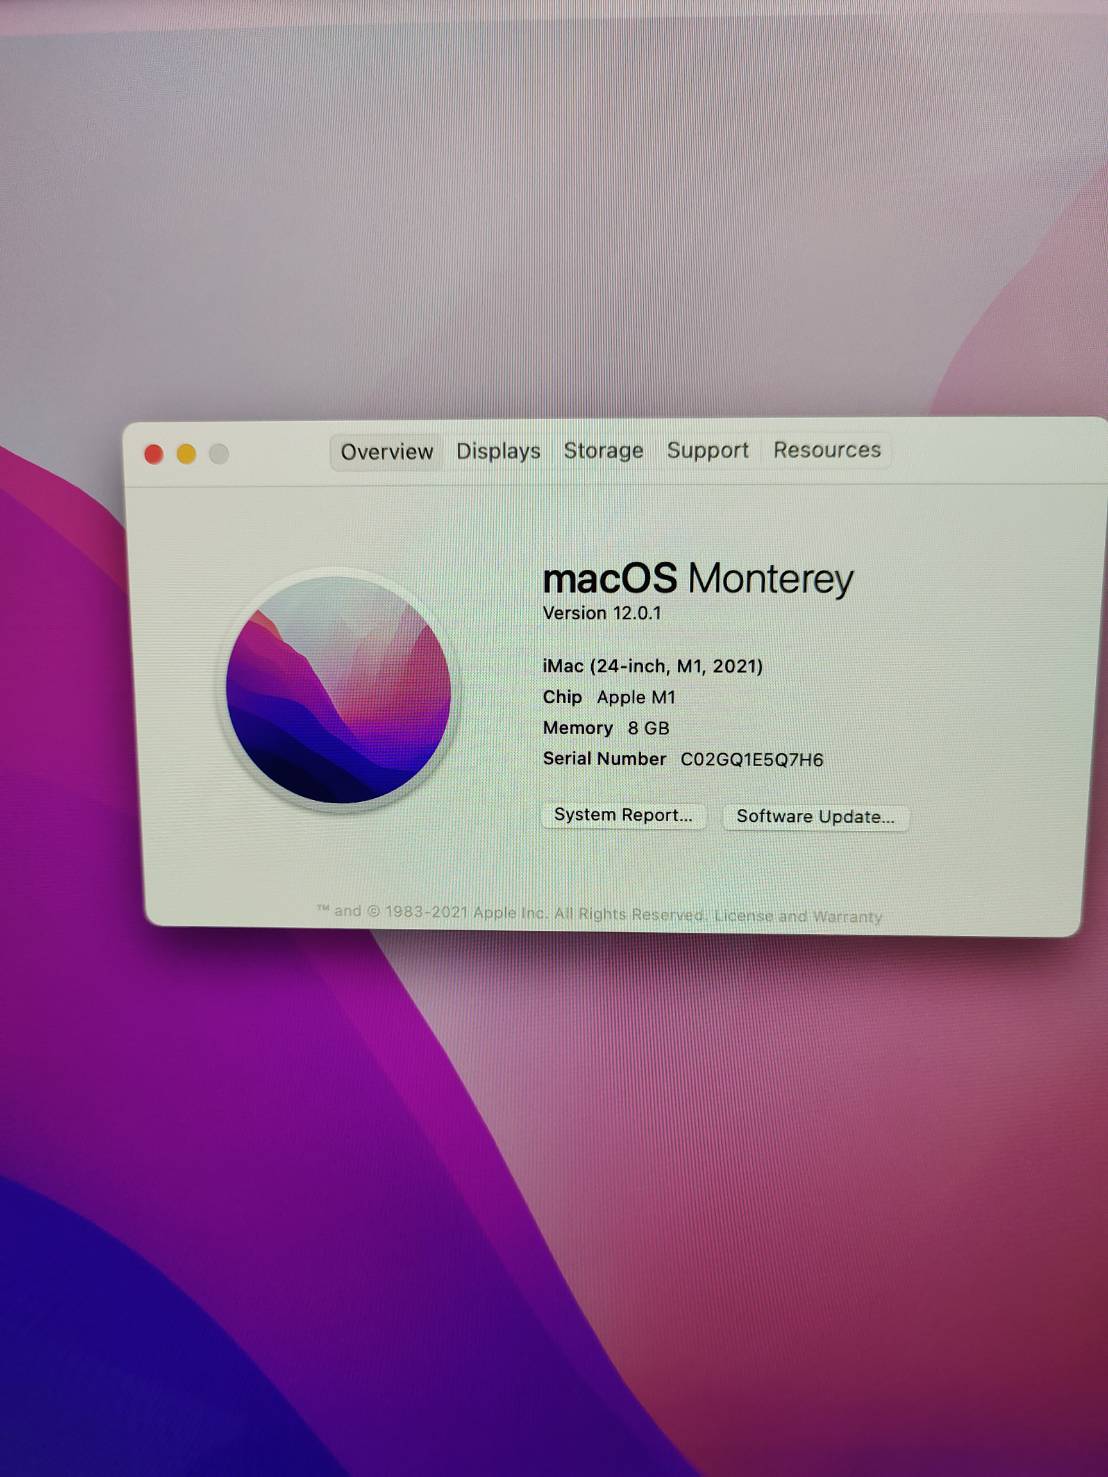 Overview Displays Storage Support Resources
macOS Monterey
Version 12.0.1
iMac (24-inch, M1, 2021)
Chip Apple M1
Memory 8 GB
Serial Number C02GQ1E5Q7H6
System Report... Software Update...
™ and © 1983-2021 Apple Inc. All Rights Reserved. License and Warranty